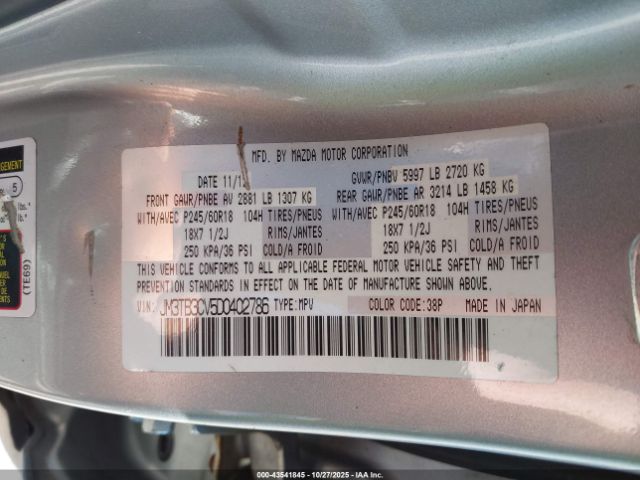 MFD. BY MAZDA MOTOR CORPORATION
DATE 11/1
GVWR/PNBV 5997 LB 2720 KG
FRONT GAWR/PNBE AV 2881 LB 1307 KG
REAR GAWR/PNBE AR 3214 LB 1458 KG
WITH/AVEC P245/60R18 104H TIRES/PNEUS
WITH/AVEC P245/60R18 104H TIRES/PNEUS
18X7 1/2J RIMS/JANTES
18X7 1/2J RIMS/JANTES
250 KPA/36 PSI COLD/A FROID
250 KPA/36 PSI COLD/A FROID
THIS VEHICLE CONFORMS TO ALL APPLICABLE FEDERAL MOTOR VEHICLE SAFETY AND THEFT
PREVENTION STANDARDS IN EFFECT ON THE DATE OF MANUFACTURE SHOWN ABOVE.
VIN: JM3TB3CV5D0402786 TYPE:MPV COLOR CODE:38P MADE IN JAPAN
5
(TE69)
000-43541845 | 10/27/2025 | IAAI.COM